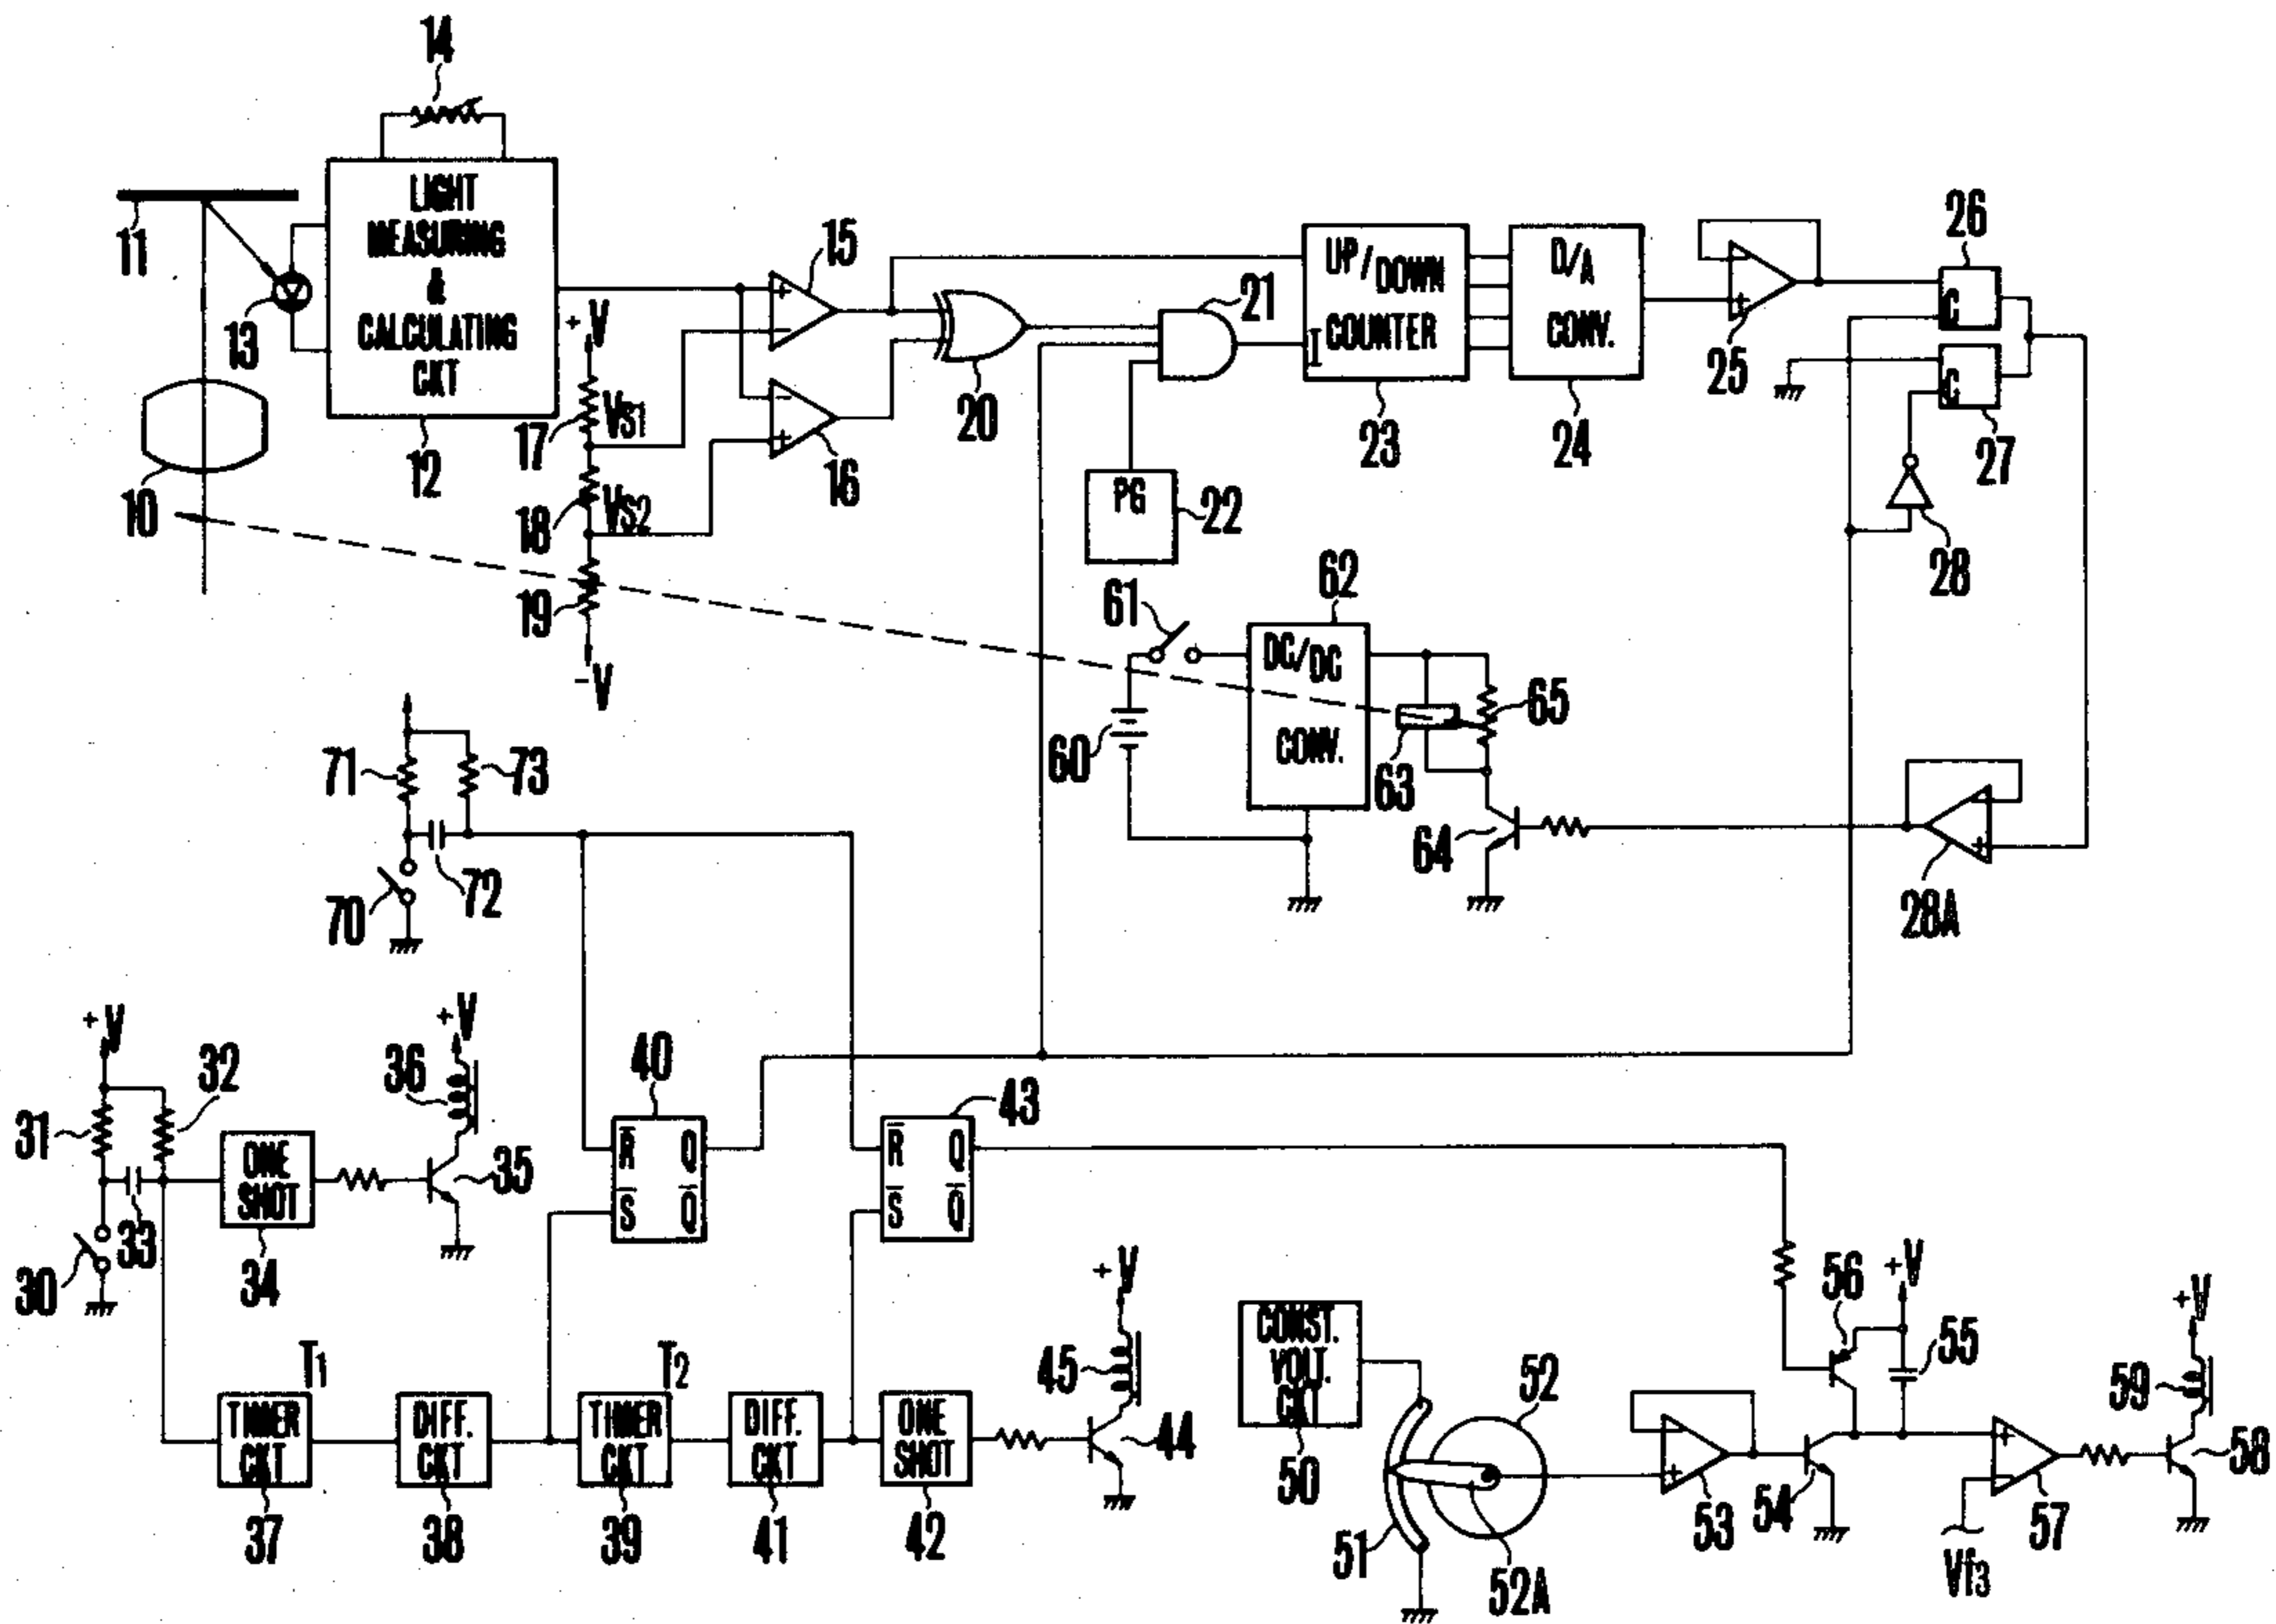 14
LIGHT
MEASURING
&
CALCULATING
CKT
11
13
10
12
+V
17
VS1
18
VS2
19
-V
15
16
+
-
-
+
20
21
PG
22
UP/DOWN
COUNTER
I
23
D/A
CONV.
24
25
-
+
26
C
C
27
28
61
62
DC/DC
CONV.
60
63
65
64
28A
-
+
71
73
72
70
+V
31
32
33
30
ONE
SHOT
34
+V
36
35
40
R̅ Q
S̅ Q̅
43
R̅ Q
S̅ Q̅
T1
TIMER
CKT
37
DIFF.
CKT
38
T2
TIMER
CKT
39
DIFF.
CKT
41
ONE
SHOT
42
+V
45
44
CONST.
VOLT.
CKT
50
51
52
52A
-
+
53
54
56
+V
55
+
-
57
Vf3
+V
59
58